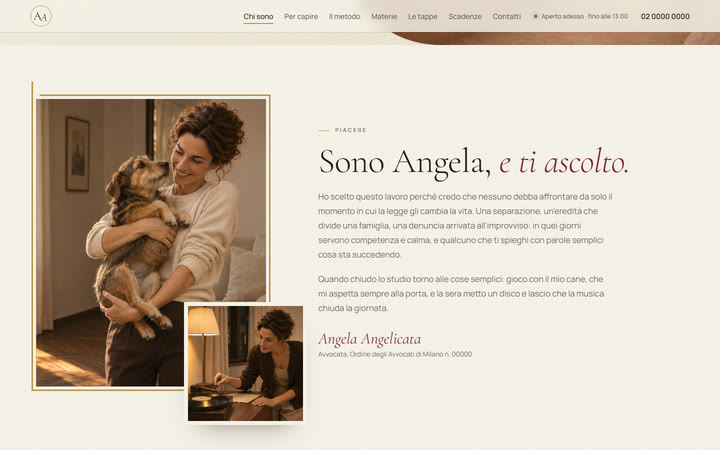 AA
Chi sono
Per capire
Il metodo
Materie
Le tappe
Scadenze
Contatti
Aperto adesso · fino alle 13:00
02 0000 0000
PIACERE
Sono Angela, e ti ascolto.
Ho scelto questo lavoro perché credo che nessuno debba affrontare da solo il
momento in cui la legge gli cambia la vita. Una separazione, un'eredità che
divide una famiglia, una denuncia arrivata all'improvviso: in quei giorni
servono competenza e calma, e qualcuno che ti spieghi con parole semplici
cosa sta succedendo.
Quando chiudo lo studio torno alle cose semplici: gioco con il mio cane, che
mi aspetta sempre alla porta, e la sera metto un disco e lascio che la musica
chiuda la giornata.
Angela Angelicata
Avvocata, Ordine degli Avvocati di Milano n. 00000